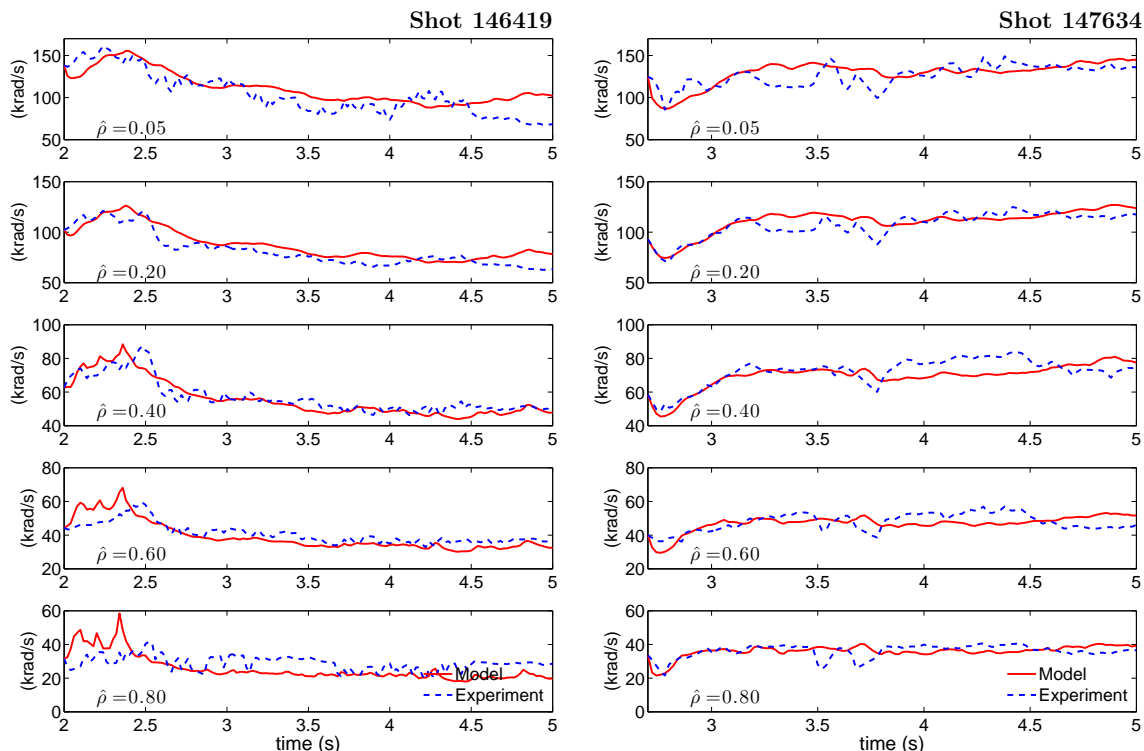 Shot 146419
(krad/s)
150
100
50
ρ̂ =0.05
2 2.5 3 3.5 4 4.5 5
(krad/s)
150
100
50
ρ̂ =0.20
2 2.5 3 3.5 4 4.5 5
(krad/s)
100
80
60
40
ρ̂ =0.40
2 2.5 3 3.5 4 4.5 5
(krad/s)
80
60
40
20
ρ̂ =0.60
2 2.5 3 3.5 4 4.5 5
(krad/s)
60
40
20
0
ρ̂ =0.80
Model
Experiment
2 2.5 3 3.5 4 4.5 5
time (s)
Shot 147634
(krad/s)
150
100
50
ρ̂ =0.05
3 3.5 4 4.5 5
(krad/s)
150
100
50
ρ̂ =0.20
3 3.5 4 4.5 5
(krad/s)
100
80
60
40
ρ̂ =0.40
3 3.5 4 4.5 5
(krad/s)
80
60
40
20
ρ̂ =0.60
3 3.5 4 4.5 5
(krad/s)
60
40
20
0
ρ̂ =0.80
Model
Experiment
3 3.5 4 4.5 5
time (s)